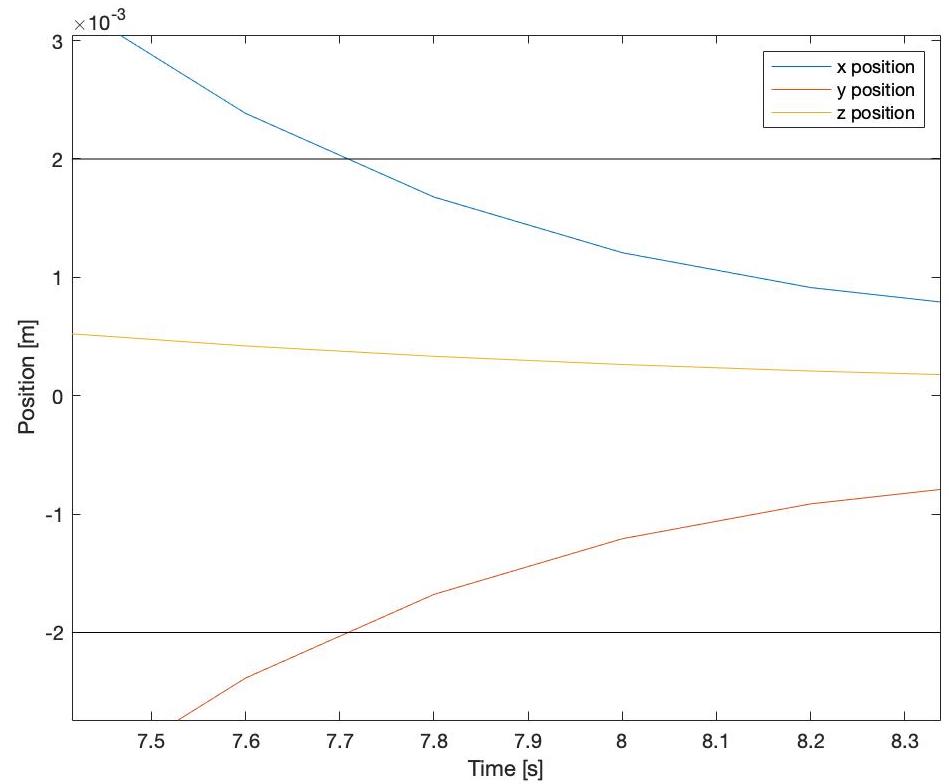 ×10⁻³
3
2
1
0
-1
-2
Position [m]
x position
y position
z position
7.5 7.6 7.7 7.8 7.9 8 8.1 8.2 8.3
Time [s]